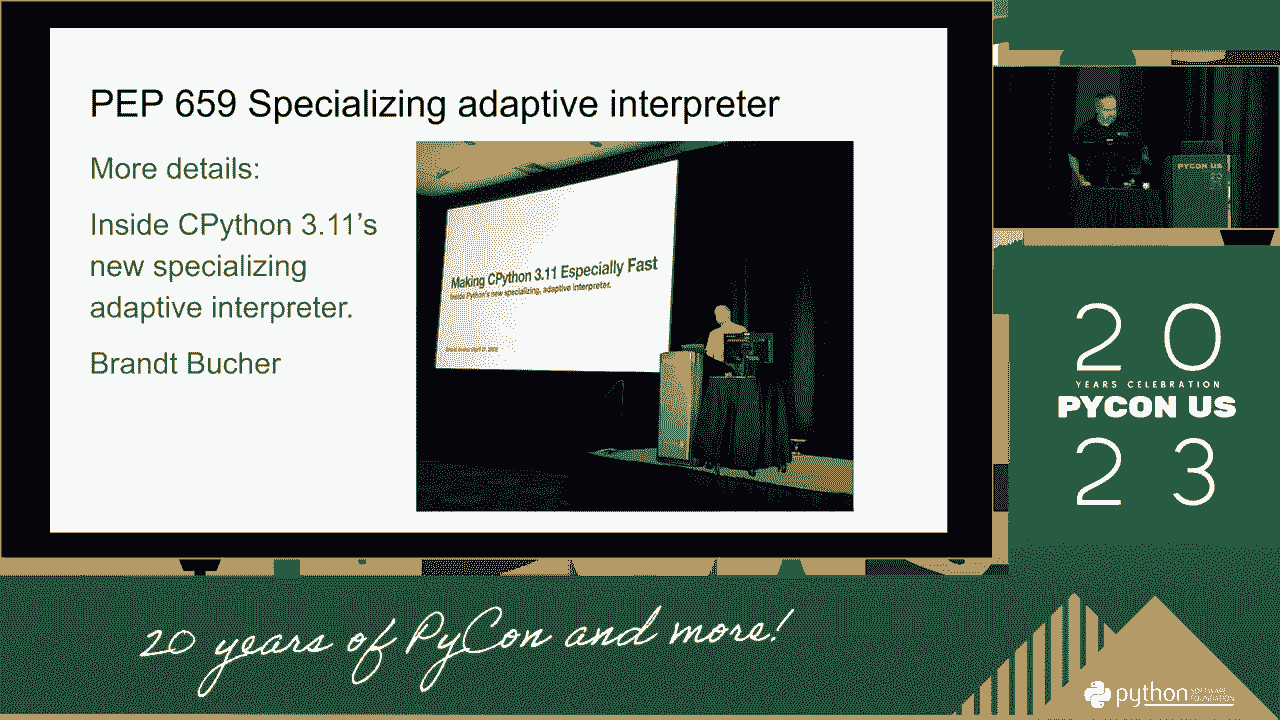 PEP 659 Specializing adaptive interpreter
More details:
Inside CPython 3.11’s
new specializing
adaptive interpreter.
Brandt Bucher
Making CPython 3.11 Especially Fast
Inside Python's new specializing, adaptive interpreter.
PYCON US
20
23
20
YEARS CELEBRATION
PYCON US
23
20 years of PyCon and more!
python
SOFTWARE
FOUNDATION